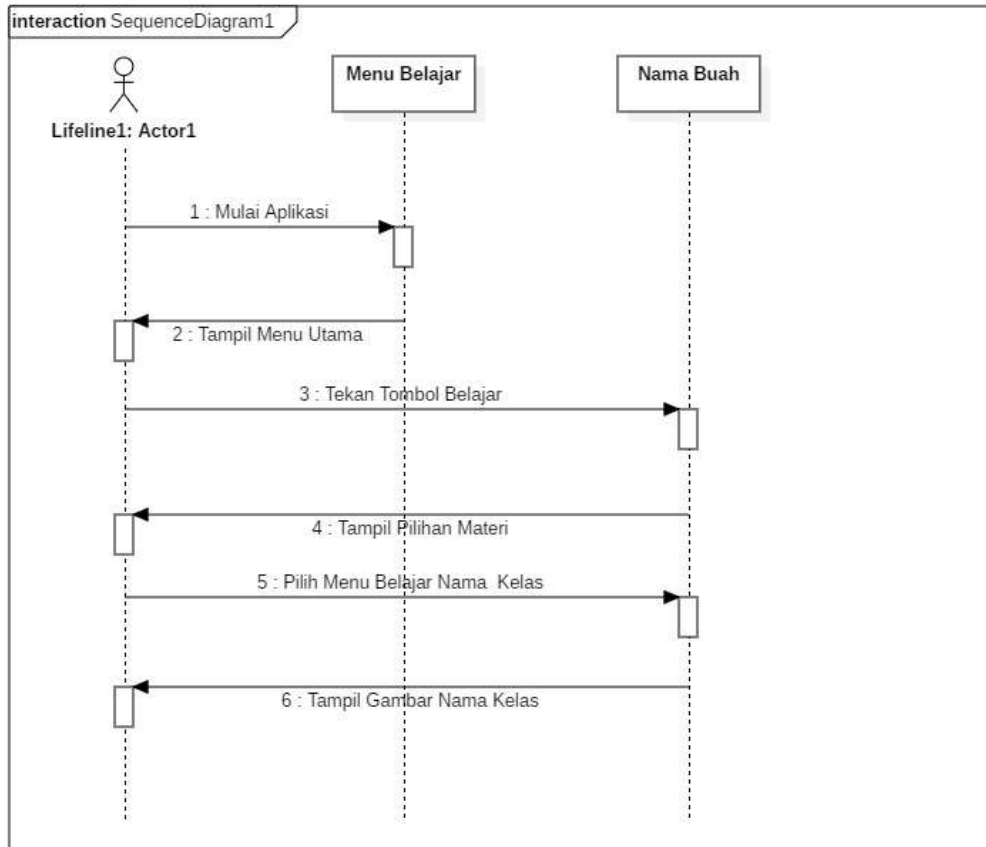 interaction SequenceDiagram1
Menu Belajar
Nama Buah
Lifeline1: Actor1
1 : Mulai Aplikasi
2 : Tampil Menu Utama
3 : Tekan Tombol Belajar
4 : Tampil Pilihan Materi
5 : Pilih Menu Belajar Nama  Kelas
6 : Tampil Gambar Nama Kelas